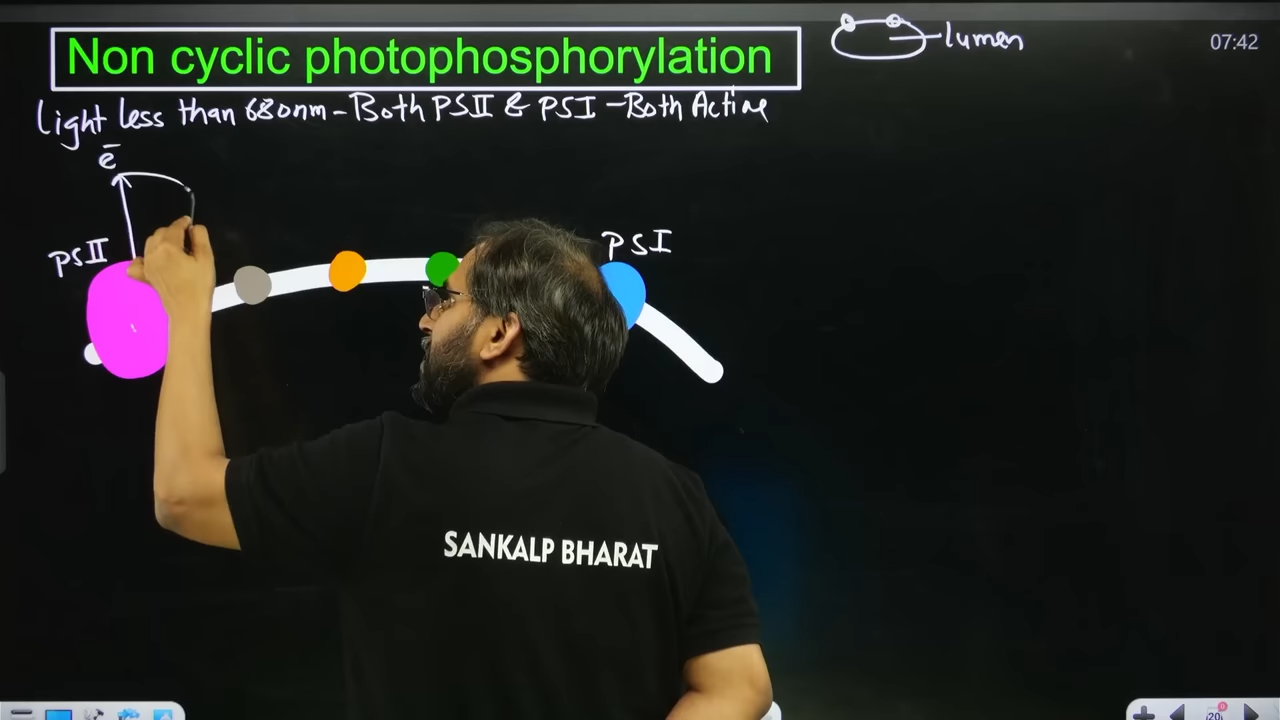 Non cyclic photophosphorylation
lumen
07:42
Light less than 680nm - Both PSII & PSI - Both Active
e⁻
PSII
PSI
SANKALP BHARAT
20